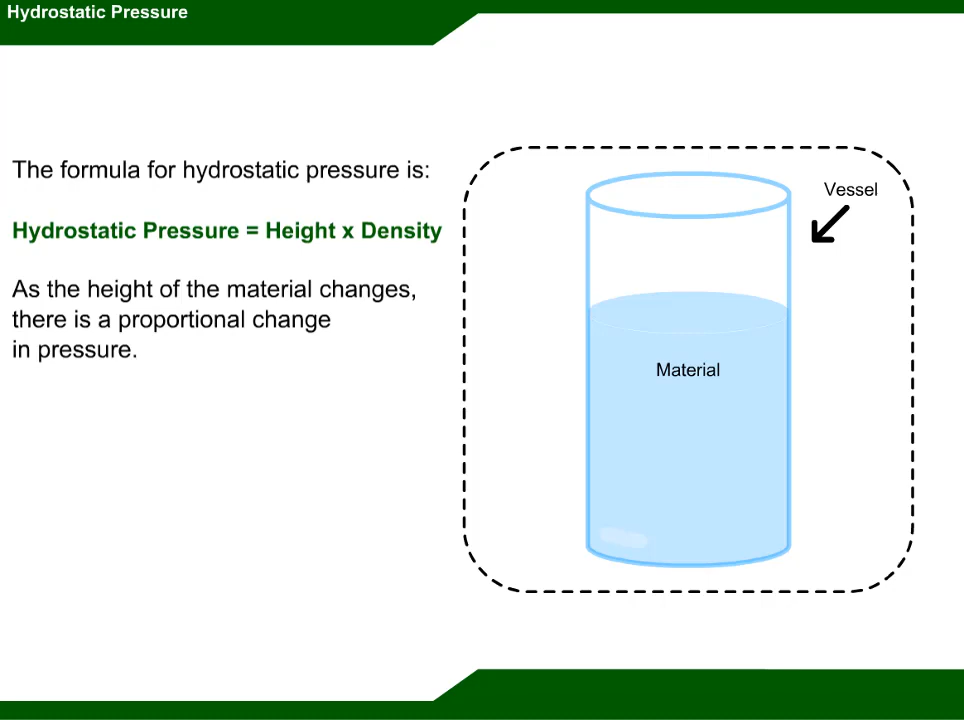 Hydrostatic Pressure
The formula for hydrostatic pressure is:
Hydrostatic Pressure = Height x Density
As the height of the material changes,
there is a proportional change
in pressure.
Vessel
Material